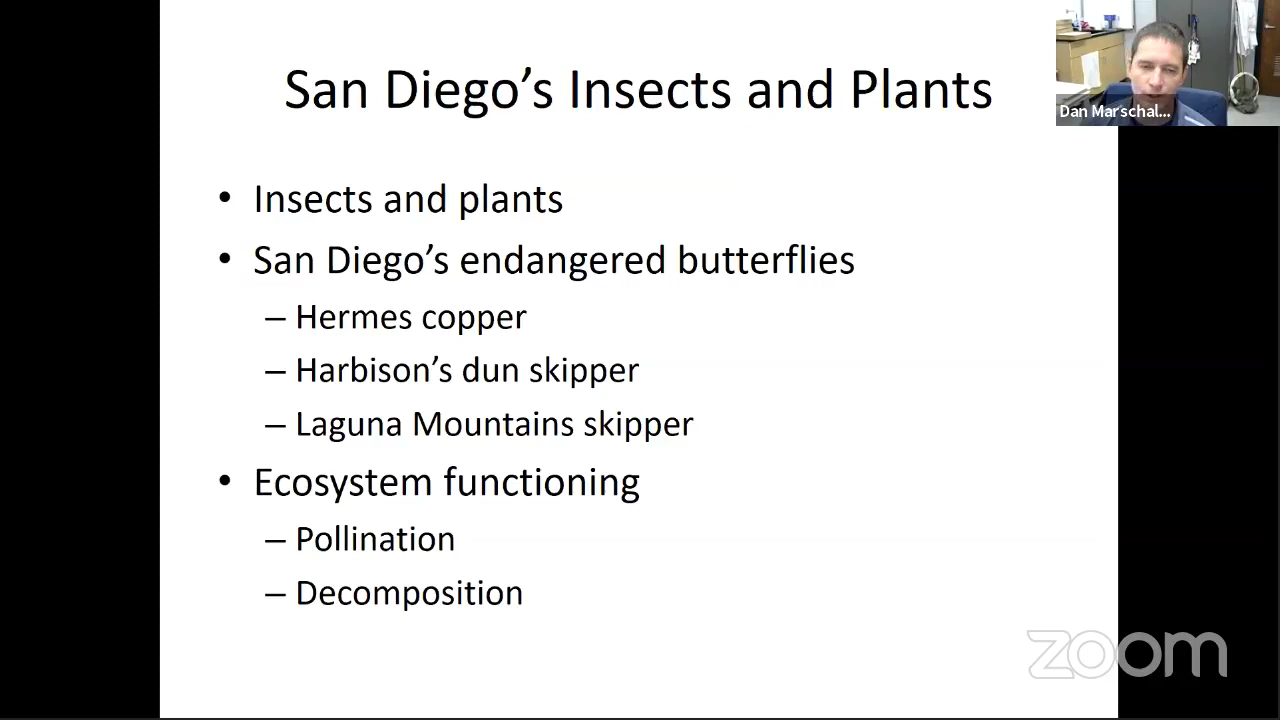 San Diego’s Insects and Plants
Dan Marschal...
• Insects and plants
• San Diego’s endangered butterflies
– Hermes copper
– Harbison’s dun skipper
– Laguna Mountains skipper
• Ecosystem functioning
– Pollination
– Decomposition
zoom